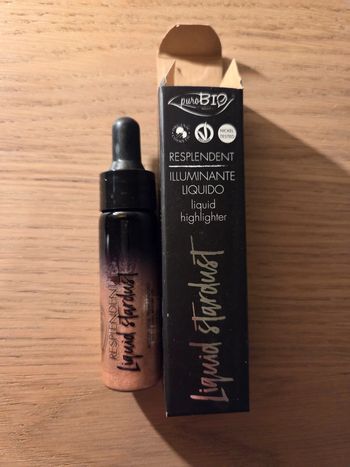 puroBIO
NICKEL
TESTED
RESPLENDENT
ILLUMINANTE
LIQUIDO
liquid
highlighter
Liquid stardust
RESPLENDENT
Liquid stardust